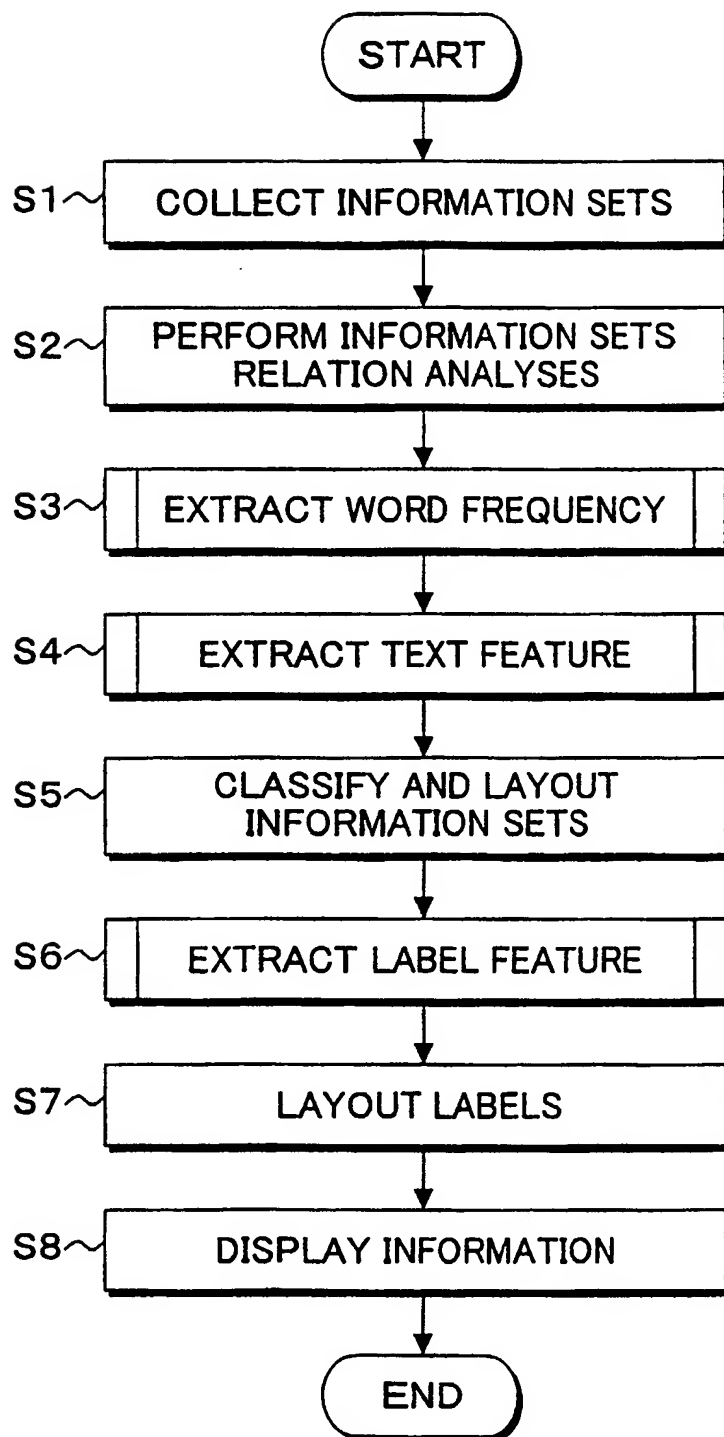 START
S1 COLLECT INFORMATION SETS
S2 PERFORM INFORMATION SETS
RELATION ANALYSES
S3 EXTRACT WORD FREQUENCY
S4 EXTRACT TEXT FEATURE
S5 CLASSIFY AND LAYOUT
INFORMATION SETS
S6 EXTRACT LABEL FEATURE
S7 LAYOUT LABELS
S8 DISPLAY INFORMATION
END